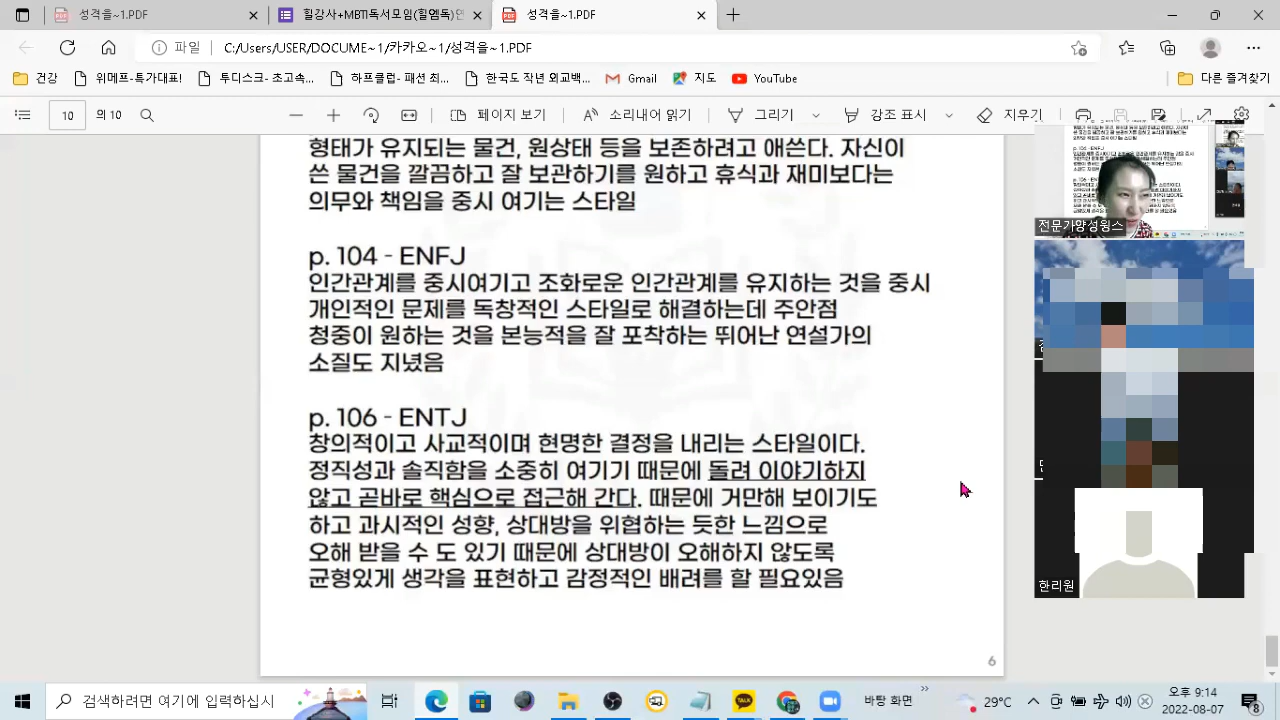 성격을~1.PDF
힐강사+MBTI모임(힘멘톡)안
성격을~1.PDF
파일
C:/Users/USER/DOCUME~1/카카오~1/성격을~1.PDF
건강
위메프-특가대표!
투디스크- 초고속...
하프클럽- 패션 최...
한국도 작년 외교백...
Gmail
지도
YouTube
다른 즐겨찾기
10
의 10
페이지 보기
소리내어 읽기
그리기
강조 표시
지우기
형태가 유지되는 물건, 원상태 등을 보존하려고 애쓴다. 자신이
쓴 물건을 깔끔하고 잘 보관하기를 원하고 휴식과 재미보다는
의무와 책임을 중시 여기는 스타일
p. 104 - ENFJ
인간관계를 중시여기고 조화로운 인간관계를 유지하는 것을 중시
개인적인 문제를 독창적인 스타일로 해결하는데 주안점
청중이 원하는 것을 본능적을 잘 포착하는 뛰어난 연설가의
소질도 지녔음
p. 106 - ENTJ
창의적이고 사교적이며 현명한 결정을 내리는 스타일이다.
정직성과 솔직함을 소중히 여기기 때문에 돌려 이야기하지
않고 곧바로 핵심으로 접근해 간다. 때문에 거만해 보이기도
하고 과시적인 성향, 상대방을 위협하는 듯한 느낌으로
오해 받을 수 도 있기 때문에 상대방이 오해하지 않도록
균형있게 생각을 표현하고 감정적인 배려를 할 필요있음
6
전문가양성윙스
한리원
검색하려면 여기에 입력하십시
TALK
바탕 화면
29°C
오후 9:14
2022-08-07
8